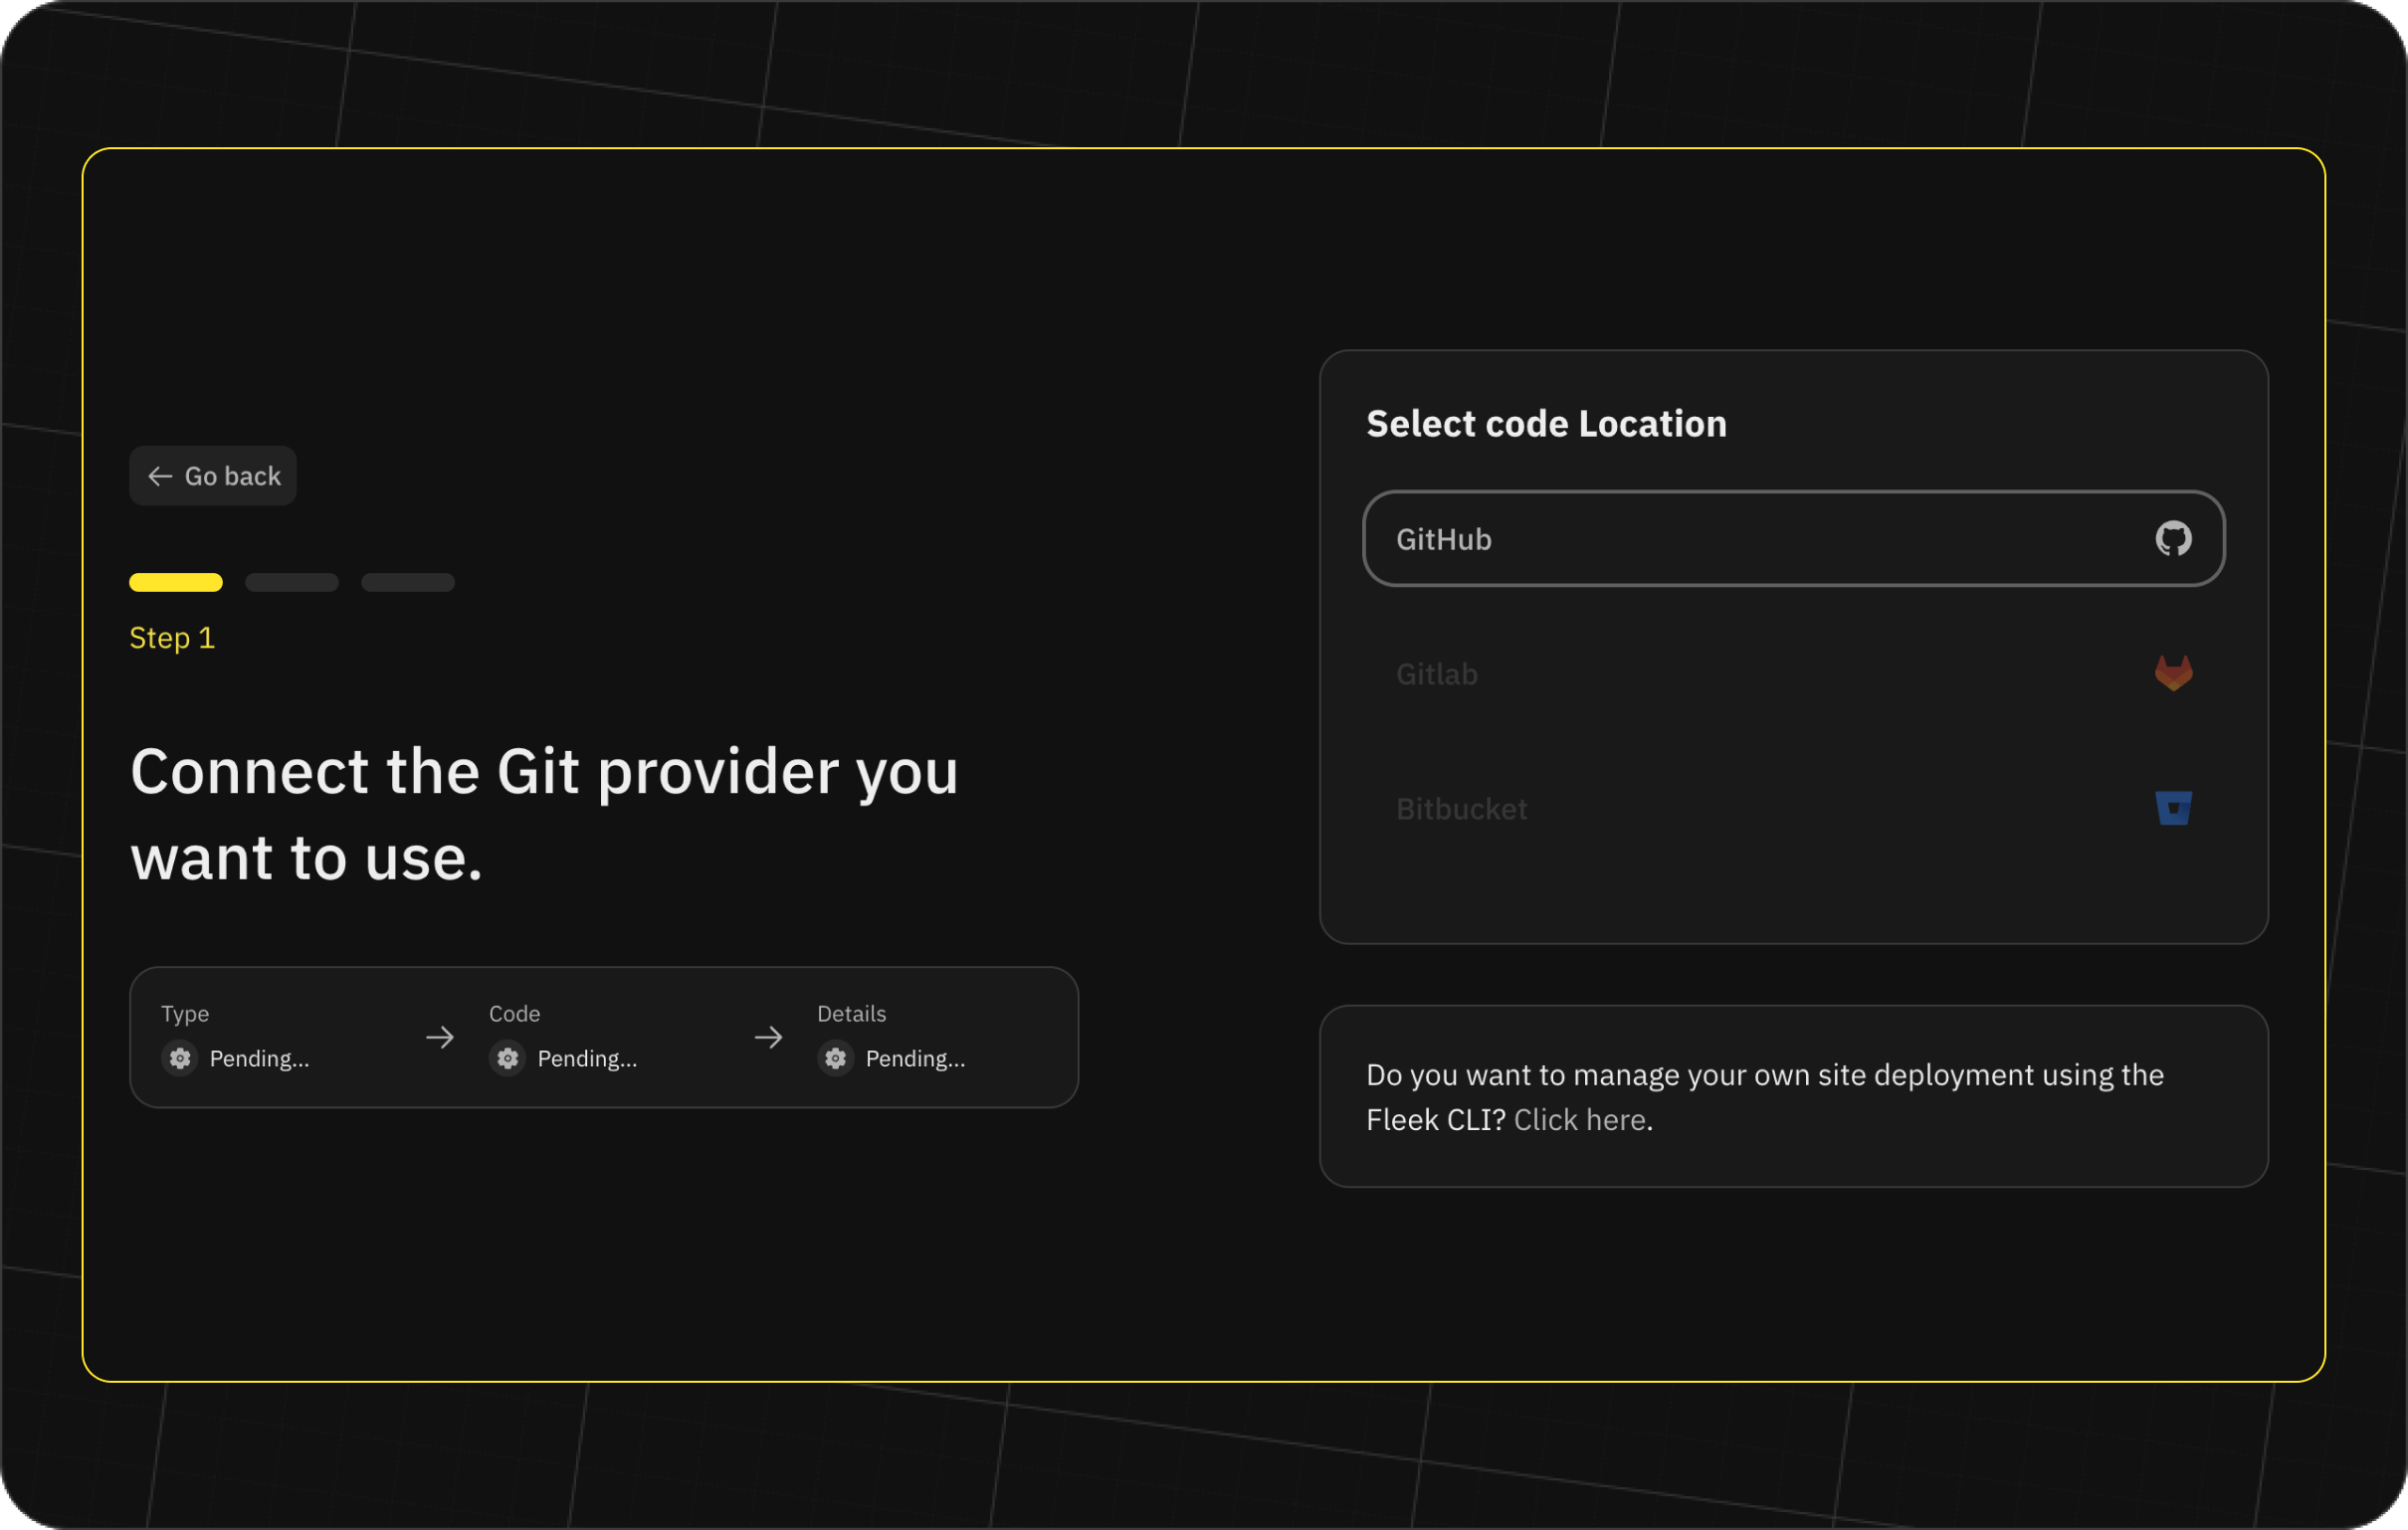 Go back
Step 1
Connect the Git provider you
want to use.
Type
Pending...
Code
Pending...
Details
Pending...
Select code Location
GitHub
Gitlab
Bitbucket
Do you want to manage your own site deployment using the
Fleek CLI? Click here.